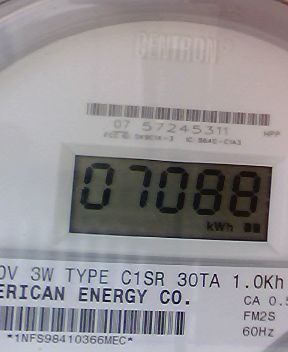 CENTRON
07 57245311 HPP
07088
kWh
0V 3W TYPE C1SR 30TA 1.0Kh
ERICAN ENERGY CO.
CA 0.5
FM2S
60Hz
*1NFS98410366MEC*